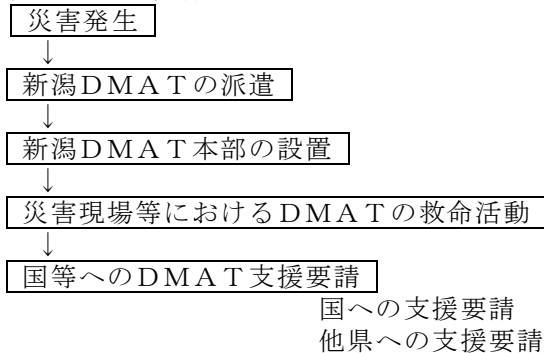 災害発生
↓
新潟DMATの派遣
↓
新潟DMAT本部の設置
↓
災害現場等におけるDMATの救命活動
↓
国等へのDMAT支援要請
国への支援要請
他県への支援要請